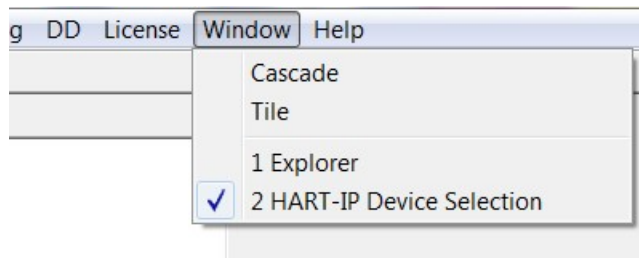 g DD License Window Help
Cascade
Tile
1 Explorer
2 HART-IP Device Selection